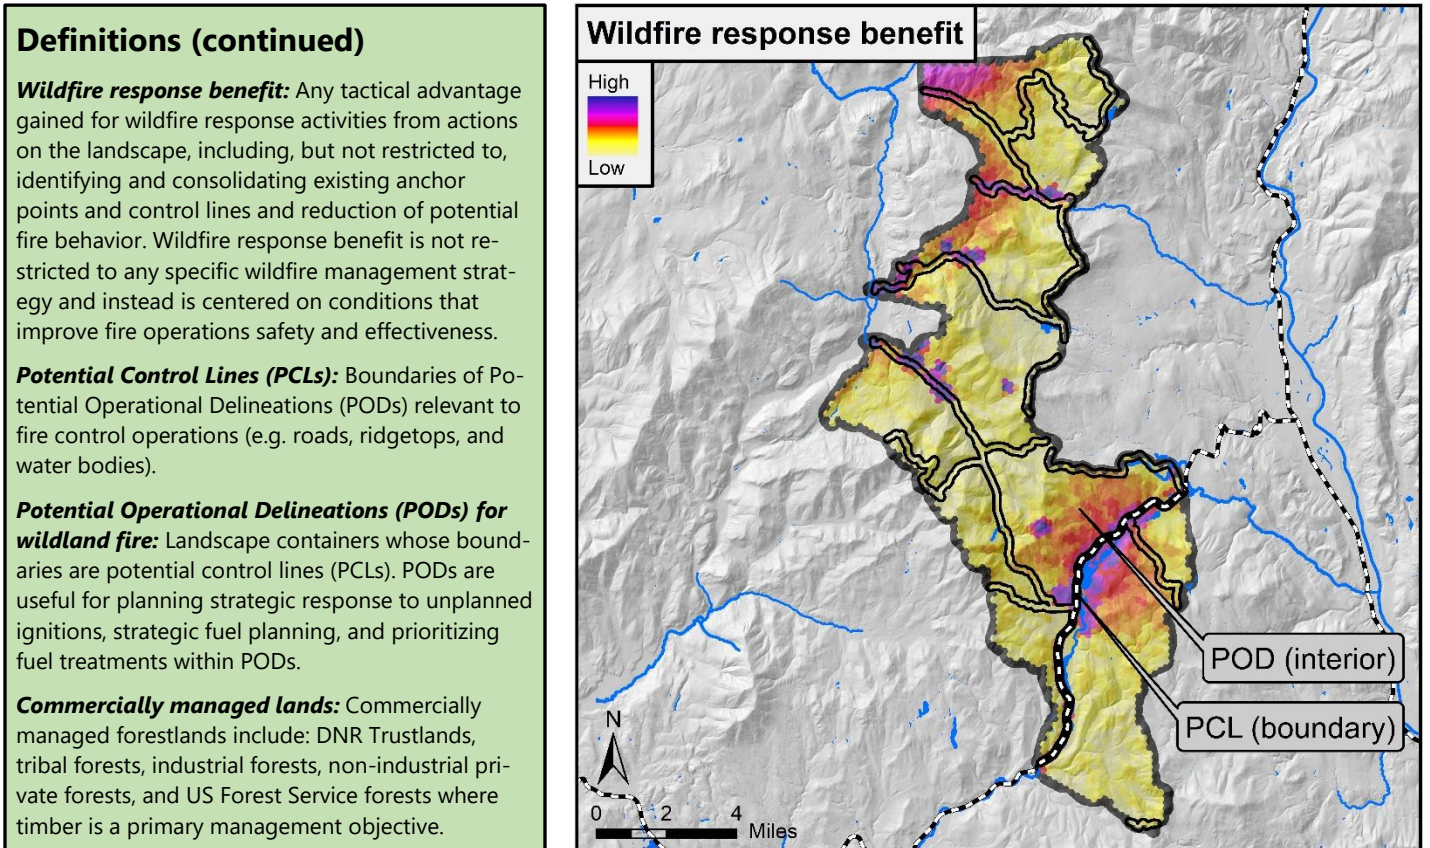 Definitions (continued)
Wildfire response benefit: Any tactical advantage
gained for wildfire response activities from actions
on the landscape, including, but not restricted to,
identifying and consolidating existing anchor
points and control lines and reduction of potential
fire behavior. Wildfire response benefit is not re-
stricted to any specific wildfire management strat-
egy and instead is centered on conditions that
improve fire operations safety and effectiveness.
Potential Control Lines (PCLs): Boundaries of Po-
tential Operational Delineations (PODs) relevant to
fire control operations (e.g. roads, ridgetops, and
water bodies).
Potential Operational Delineations (PODs) for
wildland fire: Landscape containers whose bound-
aries are potential control lines (PCLs). PODs are
useful for planning strategic response to unplanned
ignitions, strategic fuel planning, and prioritizing
fuel treatments within PODs.
Commercially managed lands: Commercially
managed forestlands include: DNR Trustlands,
tribal forests, industrial forests, non-industrial pri-
vate forests, and US Forest Service forests where
timber is a primary management objective.
Wildfire response benefit
High
Low
POD (interior)
PCL (boundary)
N
0 2 4
Miles